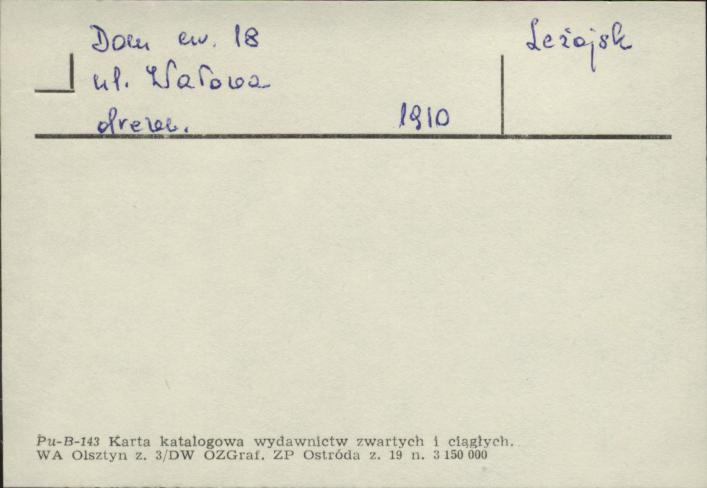 Dom ew. 18
Leżajsk
ul. Wałowa
drewn. 1910
Pu-B-143 Karta katalogowa wydawnictw zwartych i ciągłych.
WA Olsztyn z. 3/DW OZGraf. ZP Ostróda z. 19 n. 3 150 000